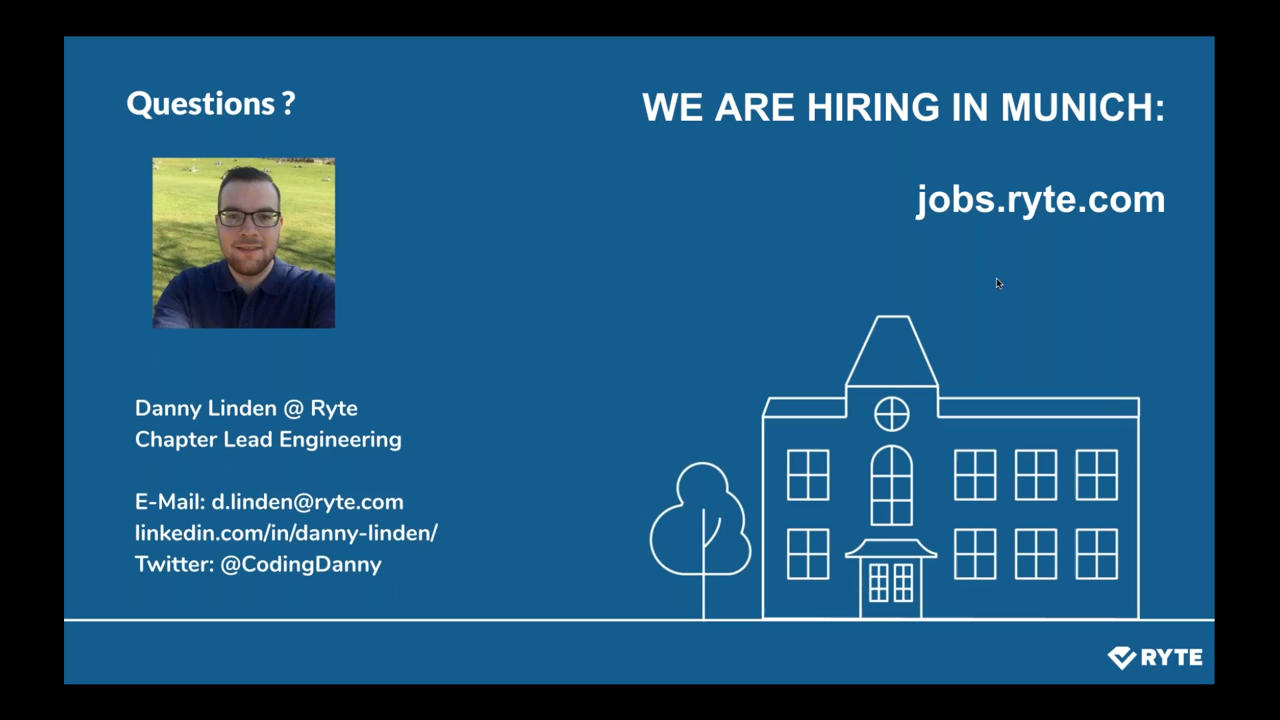 Questions ?
WE ARE HIRING IN MUNICH:
jobs.ryte.com
Danny Linden @ Ryte
Chapter Lead Engineering
E-Mail: d.linden@ryte.com
linkedin.com/in/danny-linden/
Twitter: @CodingDanny
RYTE